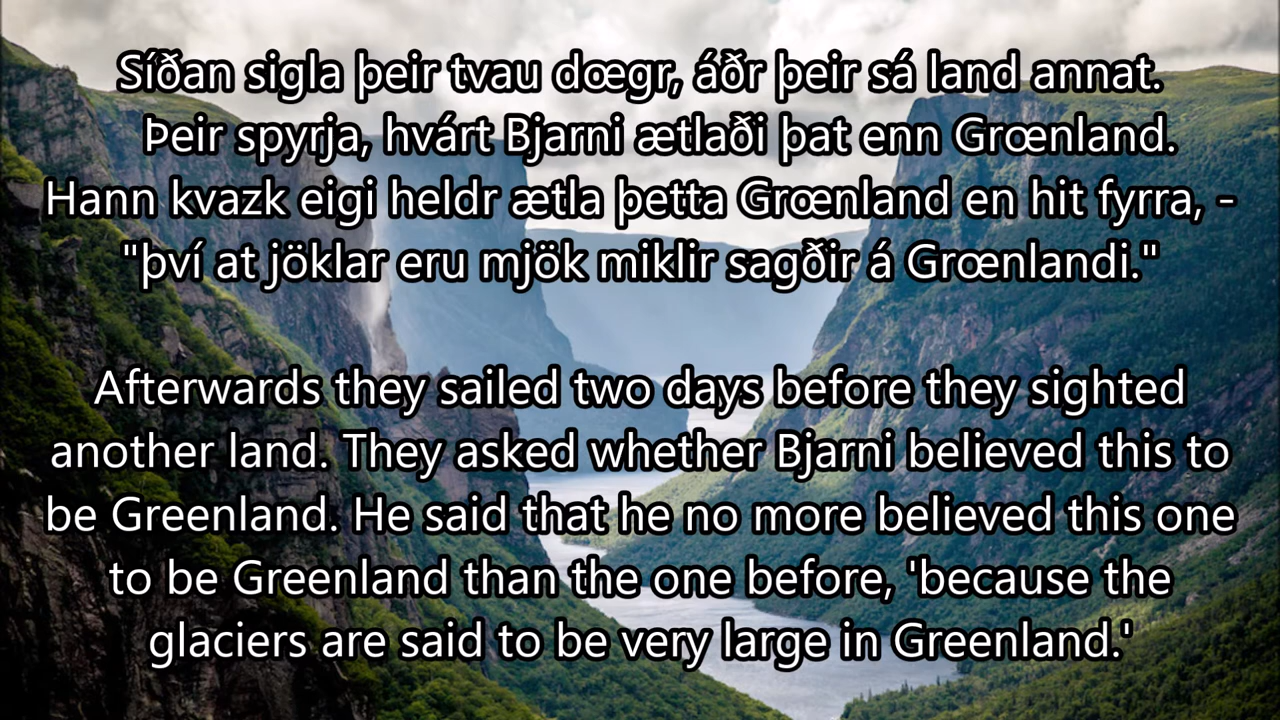 Síðan sigla þeir tvau dœgr, áðr þeir sá land annat.
Þeir spyrja, hvárt Bjarni ætlaði þat enn Grœnland.
Hann kvazk eigi heldr ætla þetta Grœnland en hit fyrra, -
"því at jöklar eru mjök miklir sagðir á Grœnlandi."
Afterwards they sailed two days before they sighted
another land. They asked whether Bjarni believed this to
be Greenland. He said that he no more believed this one
to be Greenland than the one before, 'because the
glaciers are said to be very large in Greenland.'